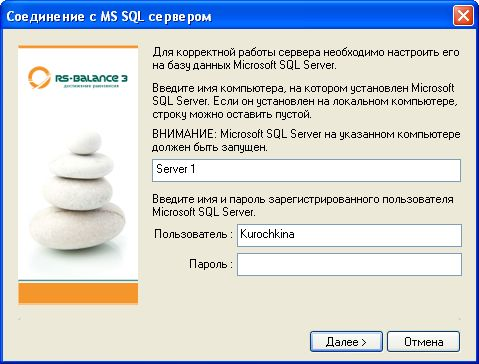 Соединение с MS SQL сервером
RS-BALANCE 3
достижение равновесия
Для корректной работы сервера необходимо настроить его
на базу данных Microsoft SQL Server.
Введите имя компьютера, на котором установлен Microsoft
SQL Server. Если он установлен на локальном компьютере,
строку можно оставить пустой.
ВНИМАНИЕ: Microsoft SQL Server на указанном компьютере
должен быть запущен.
Server 1
Введите имя и пароль зарегистрированного пользователя
Microsoft SQL Server.
Пользователь : Kurochkina
Пароль :
Далее > Отмена